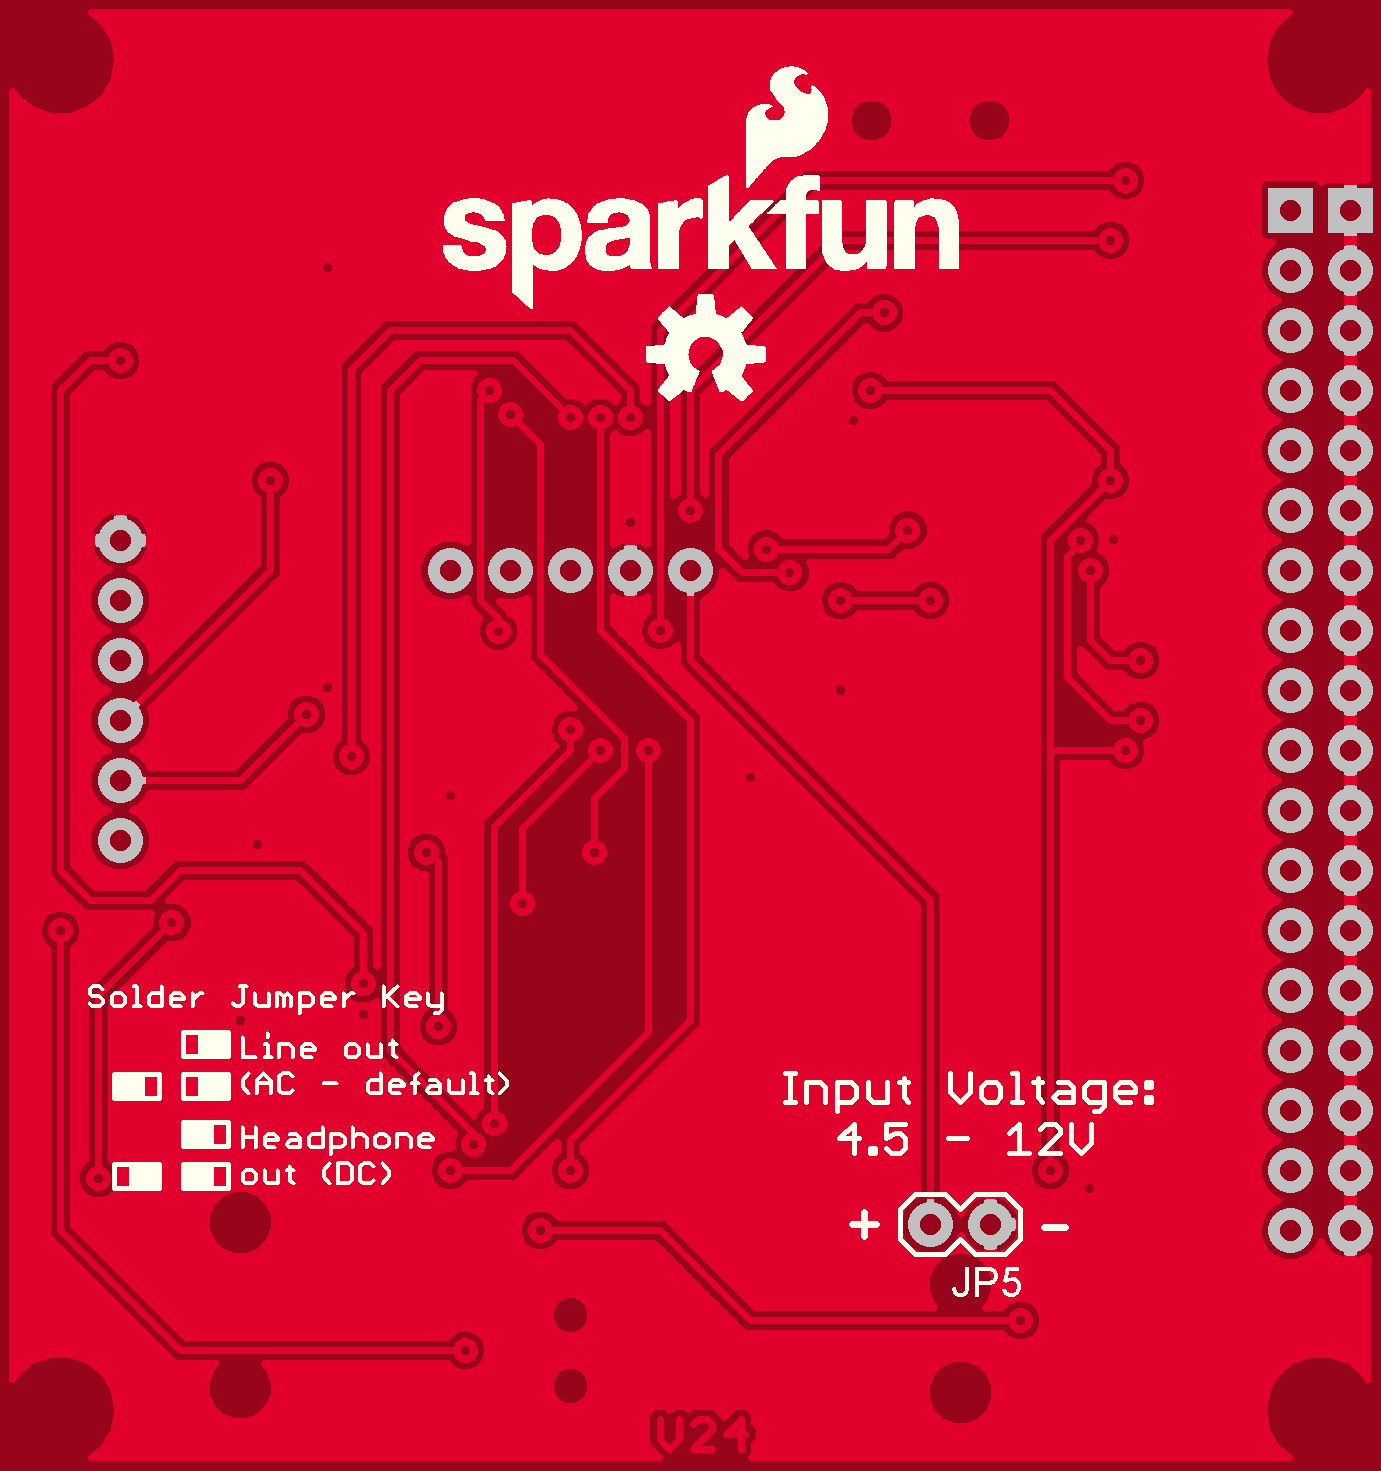 sparkfun
Solder Jumper Key
Line out
(AC - default)
Headphone
out (DC)
Input Voltage:
4.5 - 12V
+ -
JP5
V24